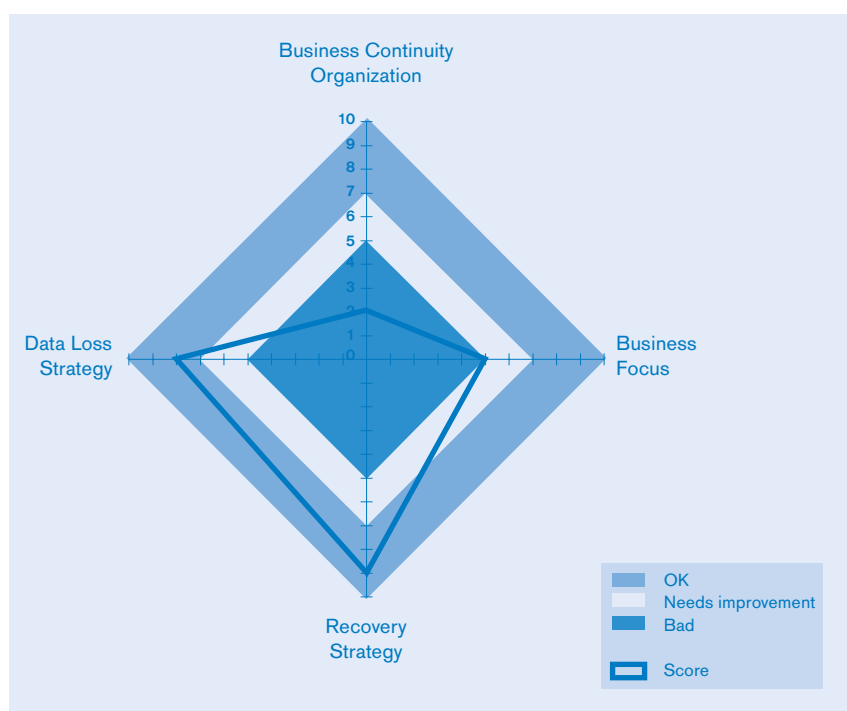 Business Continuity
Organization
10
9
8
7
6
5
4
3
2
1
0
Data Loss
Strategy
Business
Focus
Recovery
Strategy
OK
Needs improvement
Bad
Score